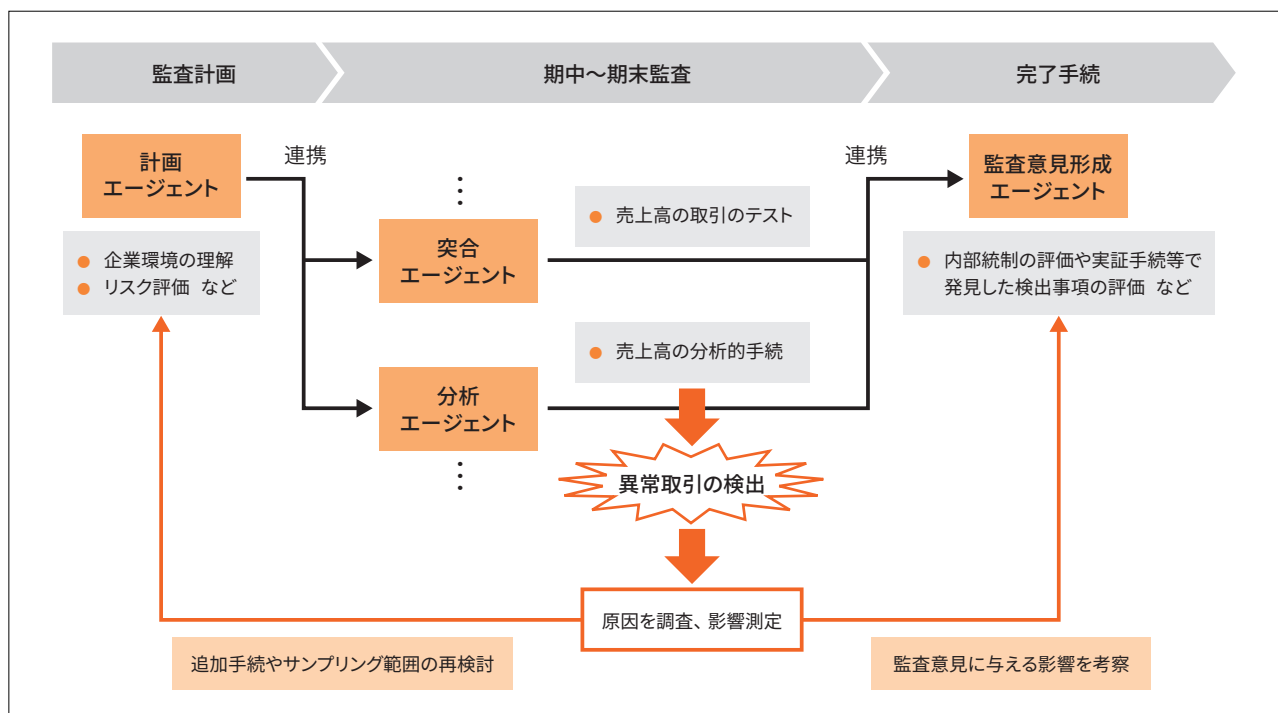 監査計画
期中～期末監査
完了手続
計画
エージェント
連携
企業環境の理解
リスク評価 など
突合
エージェント
売上高の取引のテスト
分析
エージェント
売上高の分析的手続
連携
監査意見形成
エージェント
内部統制の評価や実証手続等で
発見した検出事項の評価 など
異常取引の検出
原因を調査、影響測定
追加手続やサンプリング範囲の再検討
監査意見に与える影響を考察